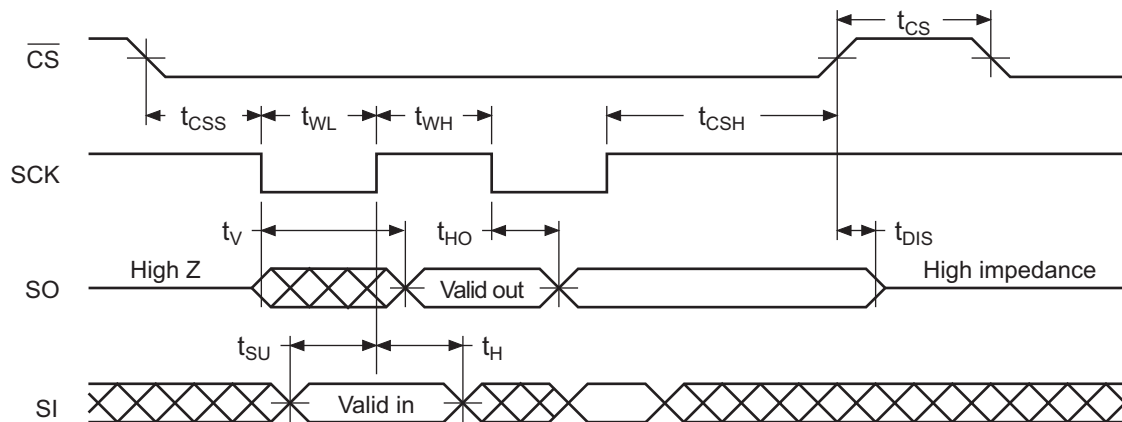 t_CS
C̅S̅
t_CSS t_WL t_WH t_CSH
SCK
t_V t_HO t_DIS
High Z High impedance
SO Valid out
t_SU t_H
SI Valid in